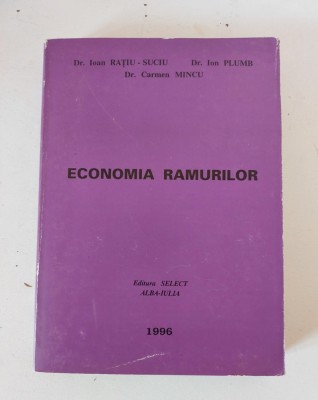 Dr. Ioan RAȚIU - SUCIU Dr. Ion PLUMB
Dr. Carmen MINCU
ECONOMIA RAMURILOR
Editura SELECT
ALBA-IULIA
1996